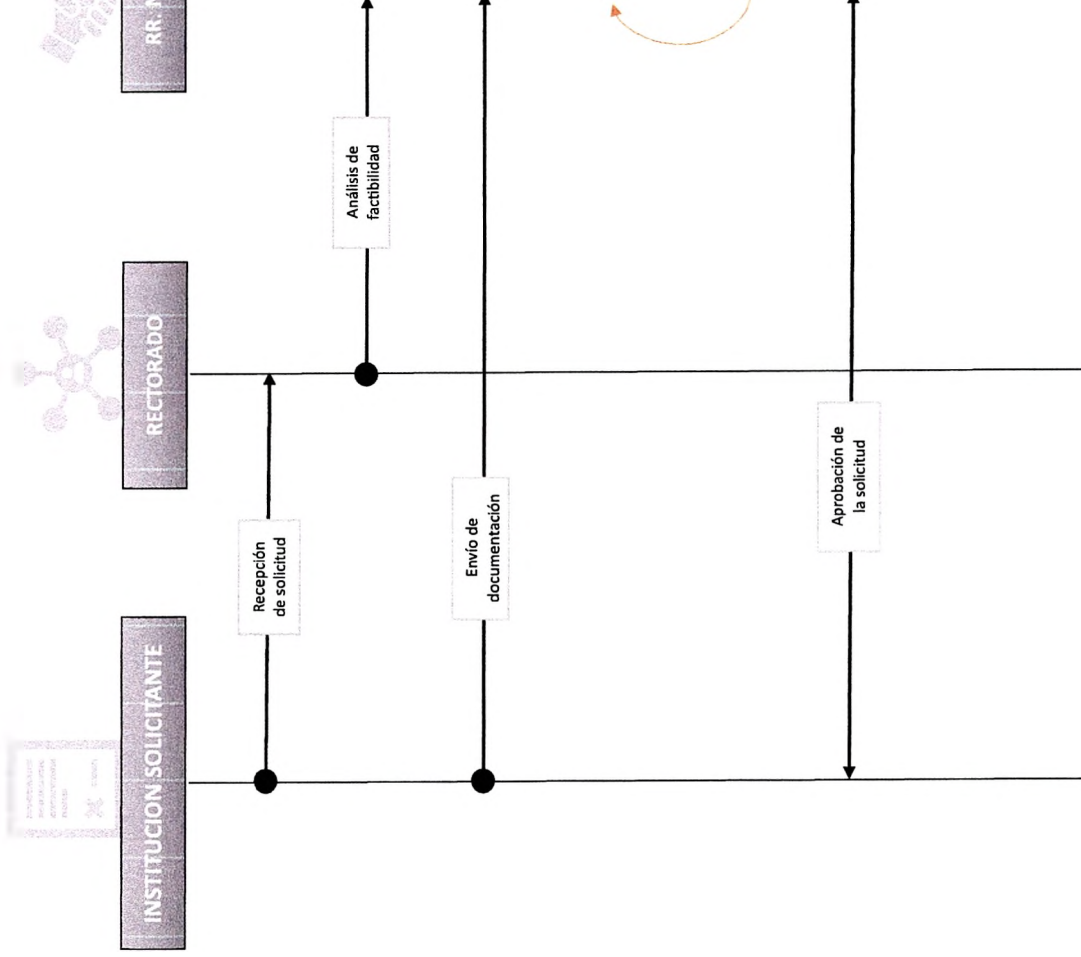 INSTITUCION SOLICITANTE
RECTORADO
RR.
Recepción
de solicitud
Análisis de
factibilidad
Envío de
documentación
Aprobación de
la solicitud